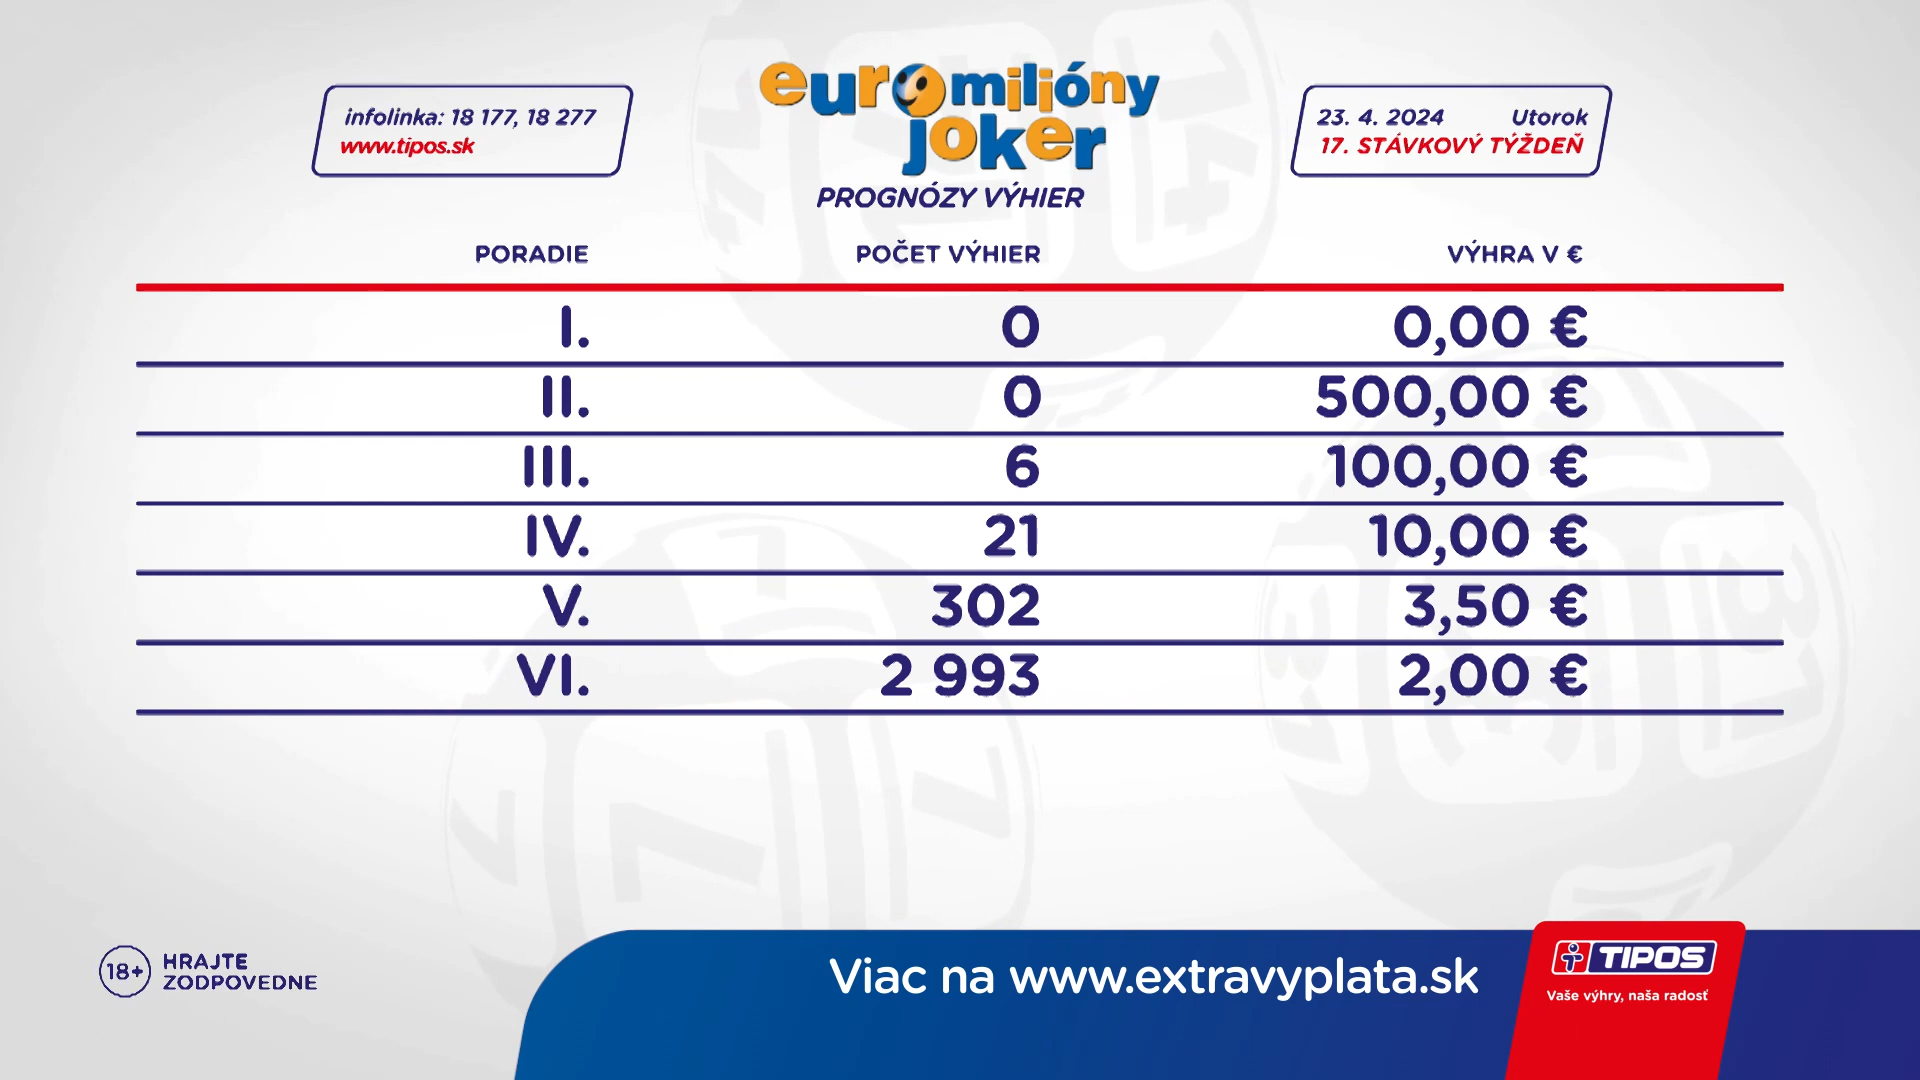 infolinka: 18 177, 18 277
www.tipos.sk
euromilióny
joker
PROGNÓZY VÝHIER
23. 4. 2024 Utorok
17. STÁVKOVÝ TÝŽDEŇ
PORADIE POČET VÝHIER VÝHRA V €
I. 0 0,00 €
II. 0 500,00 €
III. 6 100,00 €
IV. 21 10,00 €
V. 302 3,50 €
VI. 2 993 2,00 €
18+ HRAJTE
ZODPOVEDNE
Viac na www.extravyplata.sk
TIPOS
Vaše výhry, naša radosť